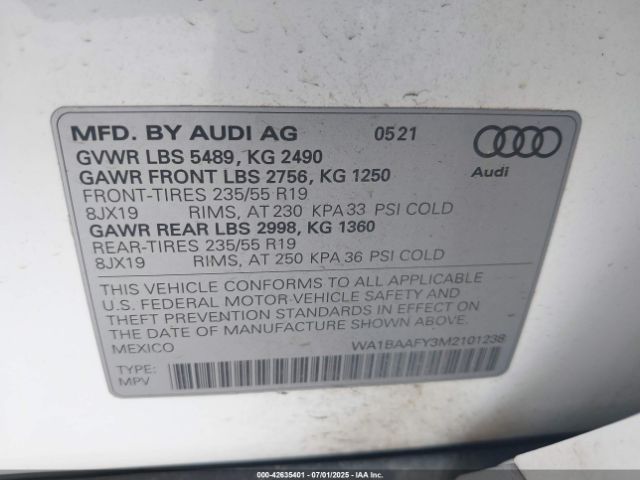 MFD. BY AUDI AG 05 21
GVWR LBS 5489, KG 2490
GAWR FRONT LBS 2756, KG 1250
FRONT-TIRES 235/55 R19
8JX19 RIMS, AT 230 KPA 33 PSI COLD
GAWR REAR LBS 2998, KG 1360
REAR-TIRES 235/55 R19
8JX19 RIMS, AT 250 KPA 36 PSI COLD
Audi
THIS VEHICLE CONFORMS TO ALL APPLICABLE
U.S. FEDERAL MOTOR-VEHICLE SAFETY AND
THEFT PREVENTION STANDARDS IN EFFECT ON
THE DATE OF MANUFACTURE SHOWN ABOVE
MEXICO WA1BAAFY3M2101238
TYPE:
MPV
00-42635401 - 07/01/2025 - IAA Inc.